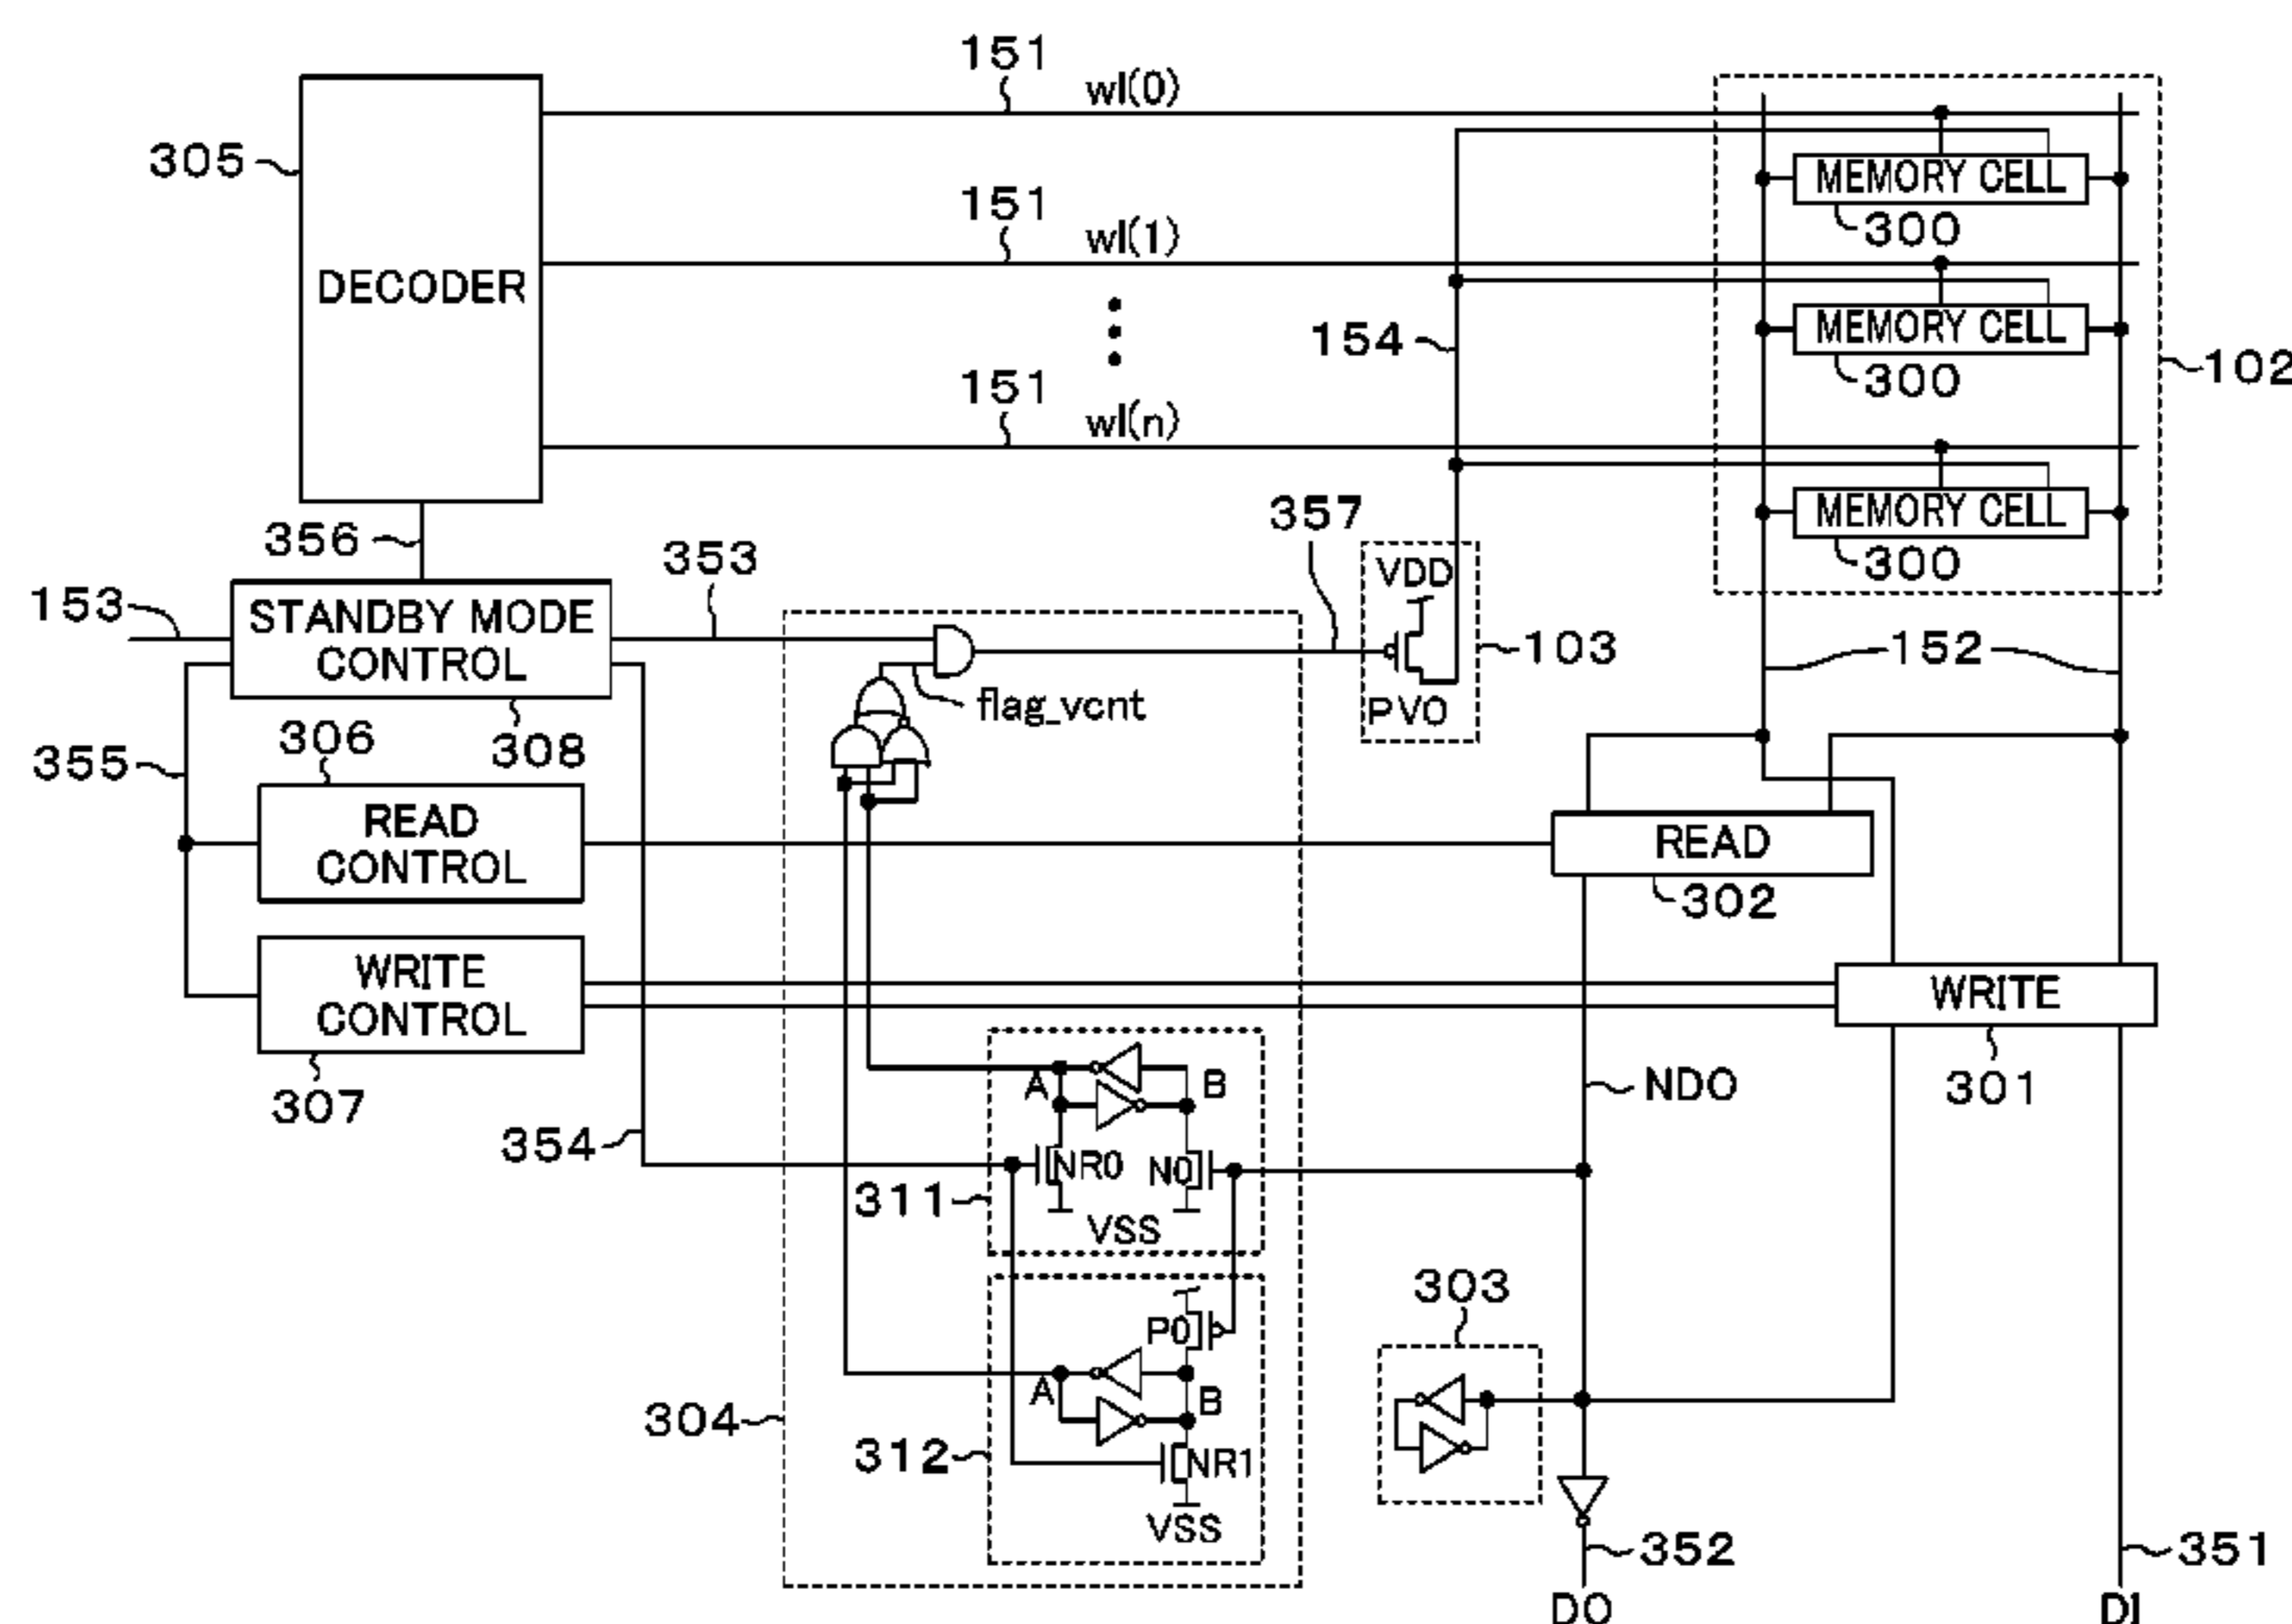 151
wl(0)
305
MEMORY CELL
300
151
wl(1)
DECODER
154
MEMORY CELL
300
102
151
wl(n)
356
357
MEMORY CELL
300
153
STANDBY MODE
CONTROL
353
VDD
103
152
flag_vcnt
PV0
355
306
308
READ
CONTROL
READ
302
WRITE
CONTROL
WRITE
301
307
354
A
B
NDO
NR0
N0
311
VSS
P0
303
A
B
304
312
NR1
VSS
352
351
DO
DI